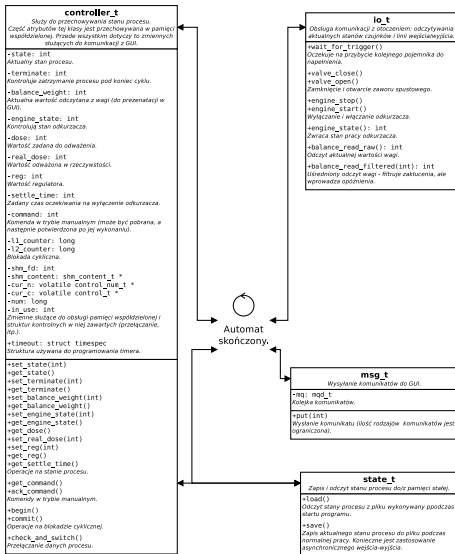 controller_t
Służy do przechowywania stanu procesu.
Część atrybutów tej klasy jest przechowywana w pamięci
współdzielonej. Przede wszystkim dotyczy to zmiennych
służących do komunikacji z GUI.
-state: int
Aktualny stan klasy.
-terminate: int
Kontroluje zatrzymanie procesu pod koniec cyklu.
-balance_weight: int
Aktualna wartość odczytana z wagi (do prezenatacji w
GUI).
-engine_state: int
Kontrolują stan odkurzacza.
-dose: int
Wartość zadana do odważenia.
-real_dose: int
Wartość odważona w rzeczywistości.
-reg: int
Wartość regulatora.
-settle_time: int
Zadany czas oczekiwania na wyłączenie odkurzacza.
-command: int
Komenda w trybie manualnym (może być pobrana, a
następnie potwierdzona po jej wykonaniu).
-l1_counter: long
-l2_counter: long
Blokada cykliczna.
-shm_fd: int
-shm_content: shm_content_t *
-cur_n: volatile control_num_t *
-cur_c: volatile control_t *
-num: long
-in_use: int
Zmienne służące do obsługi pamięci współdzielonej i
struktur kontrolnych w niej zawartych (przełączanie,
itp.).
+timeout: struct timespec
Struktura używana do programowania timera.
+set_state(int)
+get_state()
+set_terminate(int)
+get_terminate()
+set_balance_weight(int)
+get_balance_weight()
+set_engine_state(int)
+get_engine_state()
+get_dose()
+set_real_dose(int)
+set_reg(int)
+get_reg()
+get_settle_time()
Operacje na stanie procesu.
+get_command()
+ack_command()
Komendy w trybie manualnym.
+begin()
+commit()
Operacje na blokadzie cyklicznej.
+check_and_switch()
Przełączanie danych procesu.
Automat
skończony.
io_t
Obsługa komunikacji z otoczeniem: odczytywania
aktualnych stanów czujników i linii wejścia/wyjścia.
+wait_for_trigger()
Oczekuje na przybycie kolejnego pojemnika do
napełnienia.
+valve_close()
+valve_open()
Zamknięcie i otwarcie zaworu spustowego.
+engine_stop()
+engine_start()
Wyłączanie i włączanie odkurzacza.
+engine_state(): int
Zwraca stan pracy odkurzacza.
+balance_read_raw(): int
Odczyt aktualnej wartości wagi.
+balance_read_filtered(int): int
Uśredniony odczyt wagi - filtruje zakłucenia, ale
wprowadza opóźnienia.
msg_t
Wysyłanie komunikatów do GUI.
-mq: mqd_t
Kolejka komunikatów.
+put(int)
Wysłanie komunikatu (ilość rodzajów komunikatów jest
ograniczona).
state_t
Zapis i odczyt stanu procesu do/z pamięci stałej.
+load()
Odczyt stany procesu z pliku wykonywany ppodczas
startu programu.
+save()
Zapis aktualnego stanu procesu do pliku podczas
normalnej pracy. Konieczne jest zastosowanie
asynchronicznego wejścia-wyjścia.